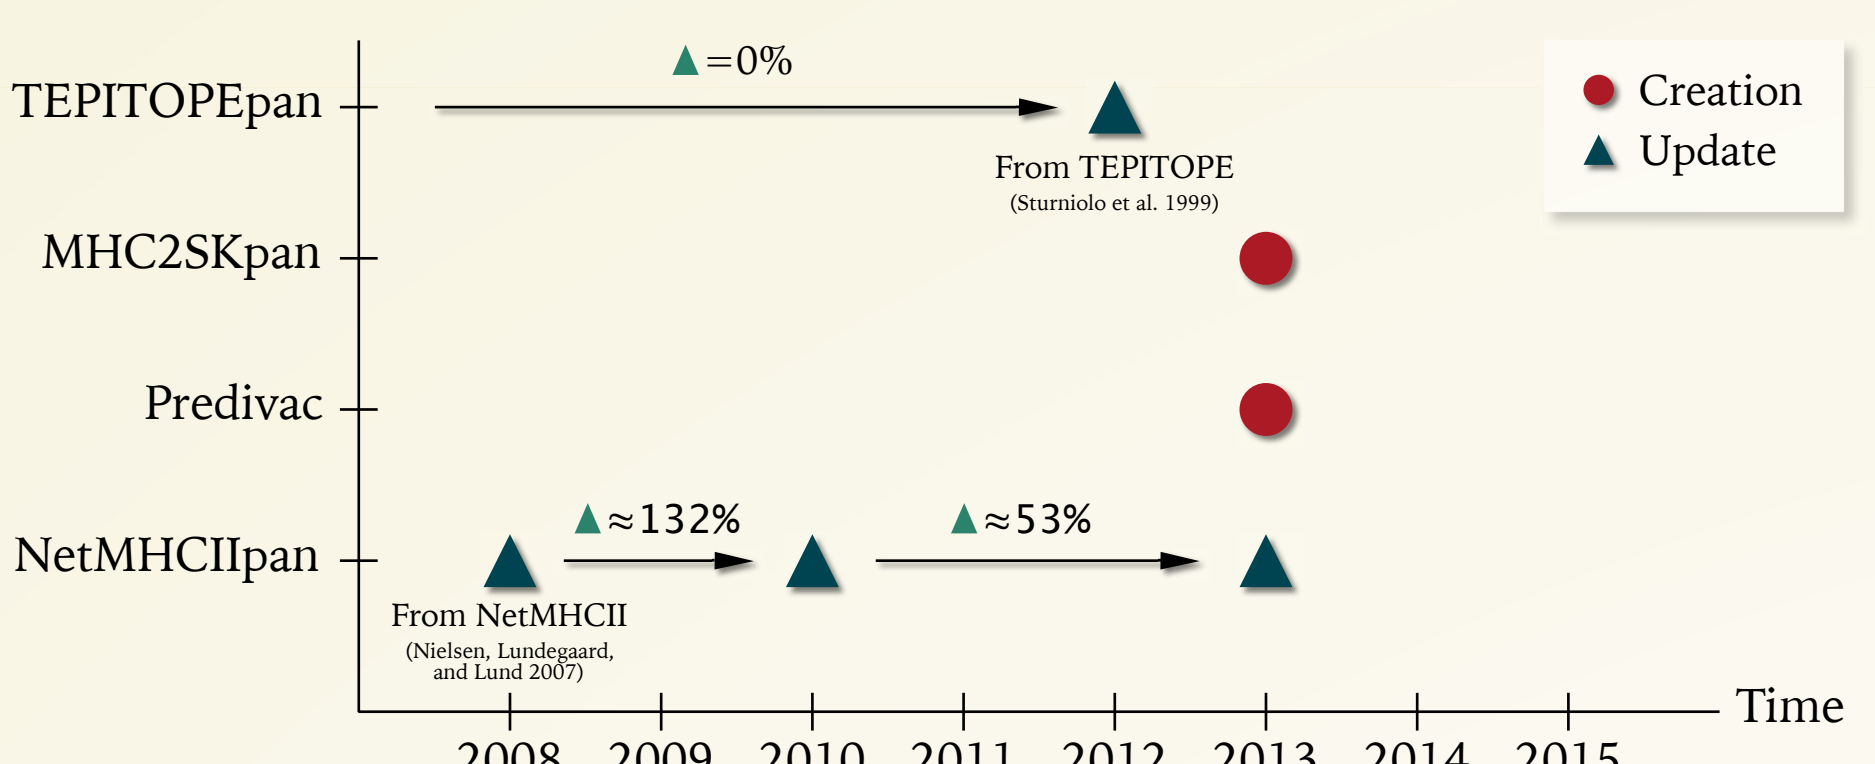 =0%
TEPITOPEpan
Creation
Update
From TEPITOPE
(Sturniolo et al. 1999)
MHC2SKpan
Predivac
≈132%
≈53%
NetMHCIIpan
From NetMHCII
(Nielsen, Lundegaard,
and Lund 2007)
Time
2008 2009 2010 2011 2012 2013 2014 2015